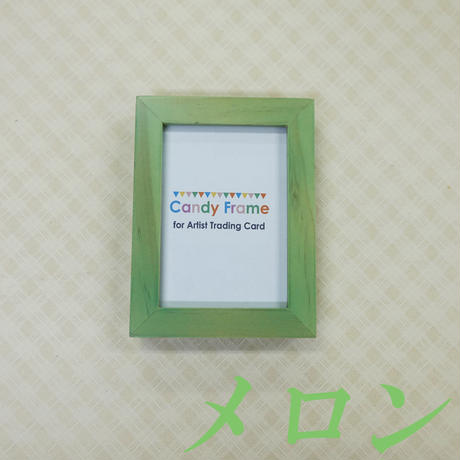 Candy Frame
for Artist Trading Card
メロン